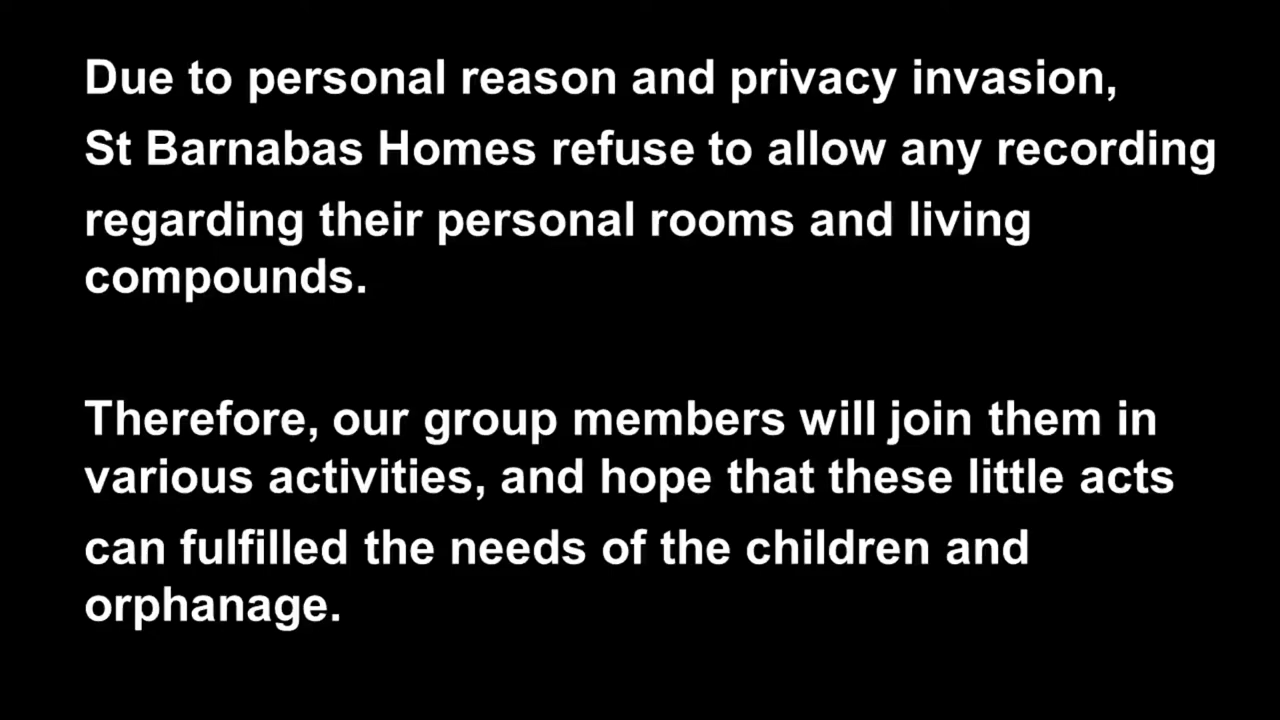 Due to personal reason and privacy invasion,
St Barnabas Homes refuse to allow any recording
regarding their personal rooms and living
compounds.
Therefore, our group members will join them in
various activities, and hope that these little acts
can fulfilled the needs of the children and
orphanage.